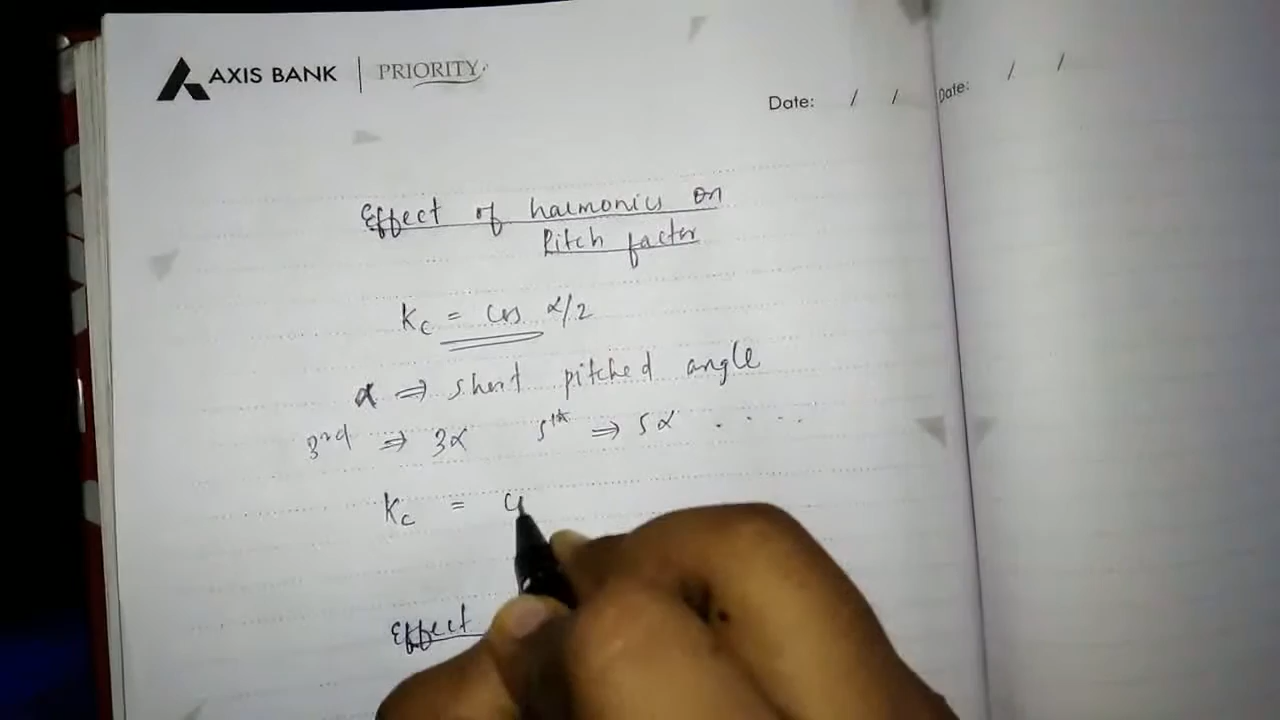 AXIS BANK | PRIORITY
Date: / /
Date: / /
Effect of harmonics on
Pitch factor
Kc = cos α/2
α ⇒ short pitched angle
3rd ⇒ 3α 5th ⇒ 5α . . . .
Kc = co
Effect